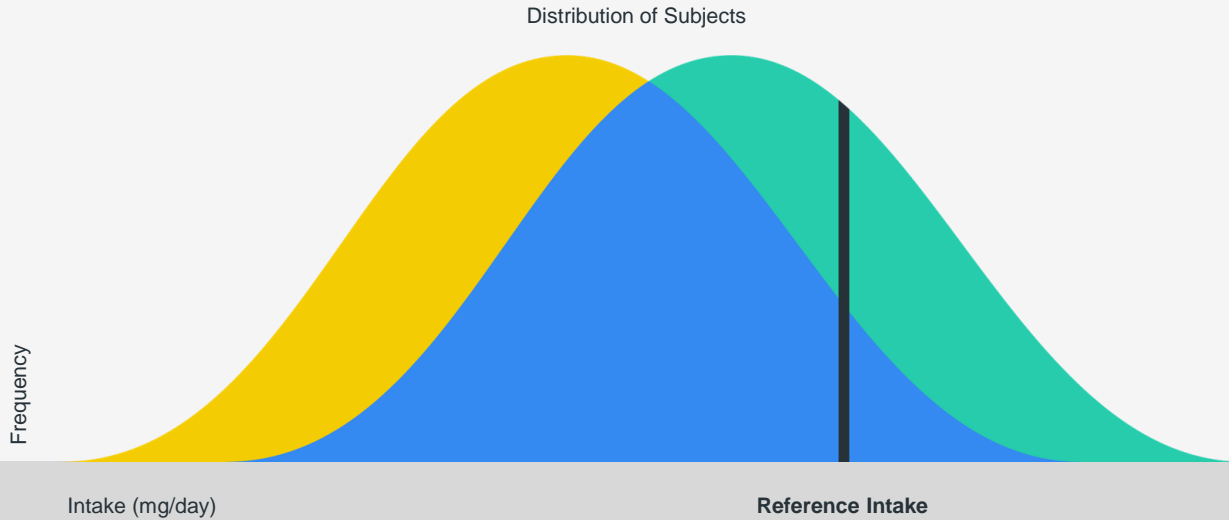 Distribution of Subjects
Frequency
Intake (mg/day)
Reference Intake